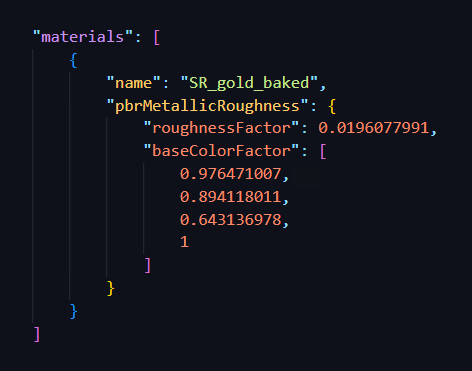 "materials": [
{
"name": "SR_gold_baked",
"pbrMetallicRoughness": {
"roughnessFactor": 0.0196077991,
"baseColorFactor": [
0.976471007,
0.894118011,
0.643136978,
1
]
}
}
]